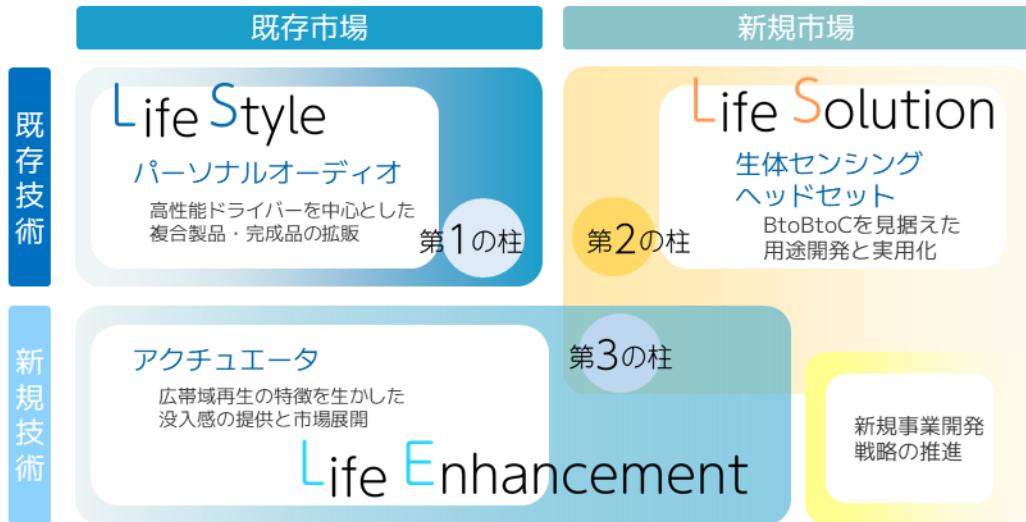 既存市場
新規市場
既存技術
Life Style
パーソナルオーディオ
高性能ドライバーを中心とした
複合製品・完成品の拡販
第1の柱
第2の柱
Life Solution
生体センシング
ヘッドセット
BtoBtoCを見据えた
用途開発と実用化
新規技術
アクチュエータ
広帯域再生の特徴を生かした
没入感の提供と市場展開
Life Enhancement
第3の柱
新規事業開発
戦略の推進